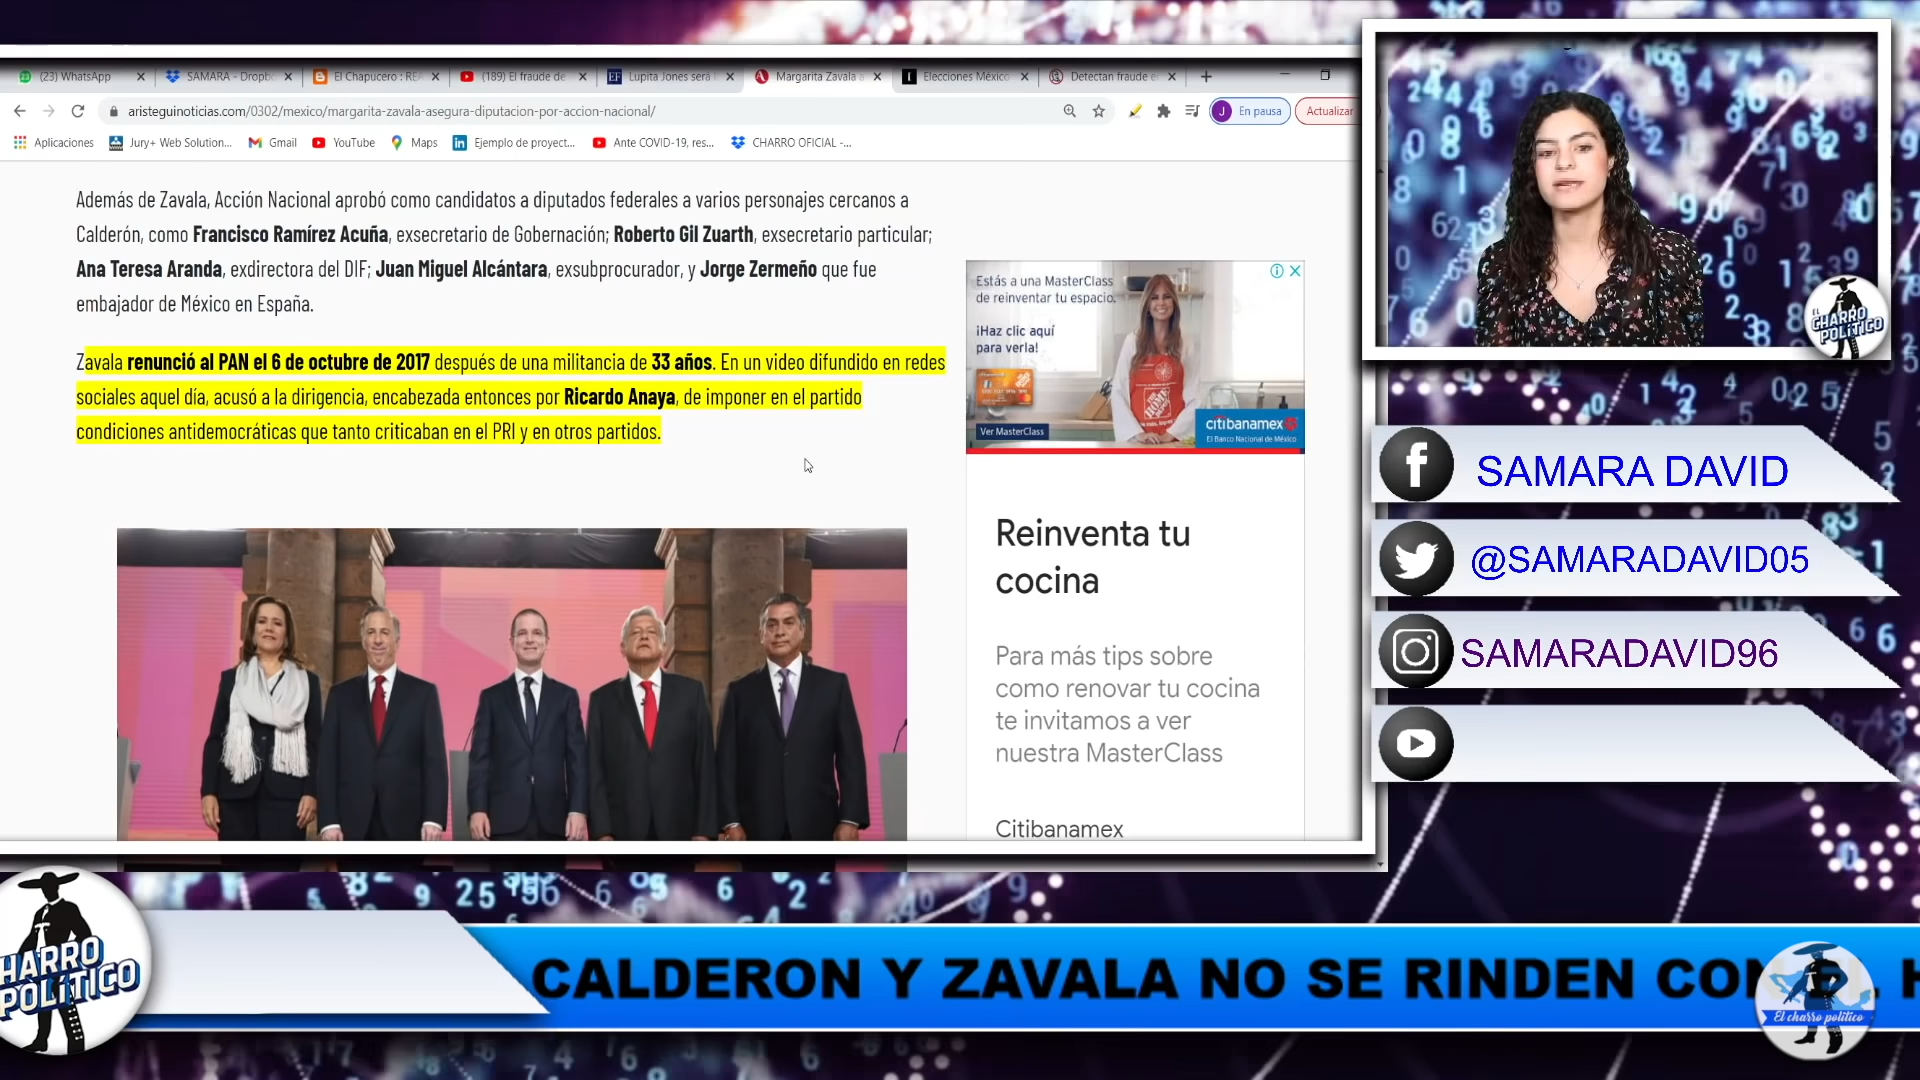 (23) WhatsApp
SAMARA - Dropb
El Chapucero : REA
(189) El fraude de
Lupita Jones será l
Margarita Zavala a
Elecciones México
Detectan fraude e
aristeguinoticias.com/0302/mexico/margarita-zavala-asegura-diputacion-por-accion-nacional/
J En pausa
Actualizar
Aplicaciones
Jury+ Web Solution...
Gmail
YouTube
Maps
Ejemplo de proyect...
Ante COVID-19, res...
CHARRO OFICIAL -...
Además de Zavala, Acción Nacional aprobó como candidatos a diputados federales a varios personajes cercanos a
Calderón, como Francisco Ramírez Acuña, exsecretario de Gobernación; Roberto Gil Zuarth, exsecretario particular;
Ana Teresa Aranda, exdirectora del DIF; Juan Miguel Alcántara, exsubprocurador, y Jorge Zermeño que fue
embajador de México en España.
Zavala renunció al PAN el 6 de octubre de 2017 después de una militancia de 33 años. En un video difundido en redes
sociales aquel día, acusó a la dirigencia, encabezada entonces por Ricardo Anaya, de imponer en el partido
condiciones antidemocráticas que tanto criticaban en el PRI y en otros partidos.
Estás a una MasterClass
de reinventar tu espacio.
¡Haz clic aquí
para verla!
Ver MasterClass
citibanamex
El Banco Nacional de México
Reinventa tu
cocina
Para más tips sobre
como renovar tu cocina
te invitamos a ver
nuestra MasterClass
Citibanamex
EL
CHARRO
POLÍTICO
SAMARA DAVID
@SAMARADAVID05
SAMARADAVID96
HARRO
POLÍTICO
CALDERON Y ZAVALA NO SE RINDEN CON
El charro político